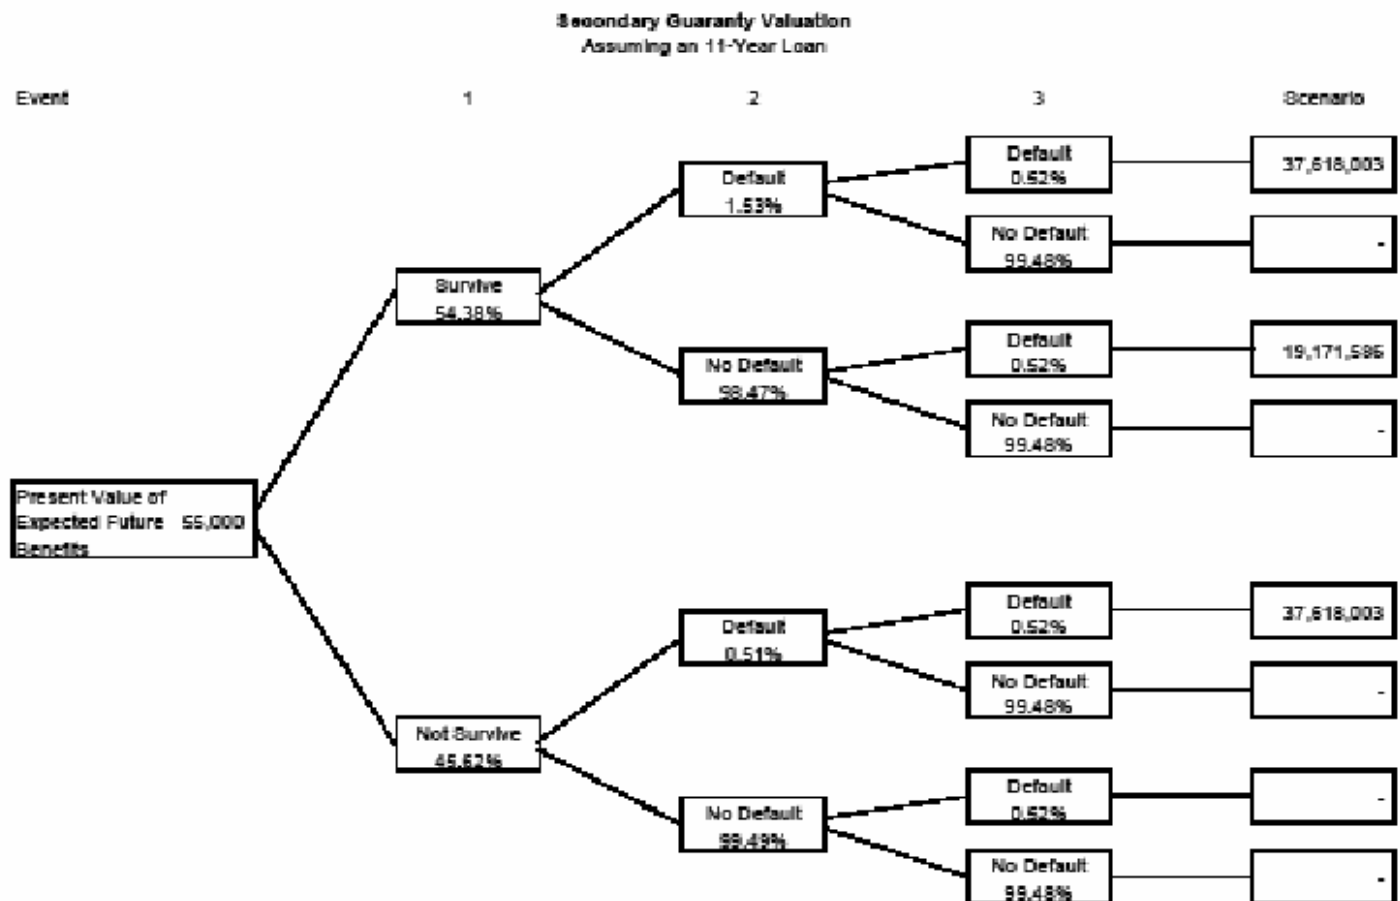 Secondary Guaranty Valuation
Assuming an 11-Year Loan
Event 1 2 3 Scenario
Default
0.52%
37,618,003
Default
1.53%
No Default
99.48%
-
Survive
54.38%
Default
0.52%
19,171,586
No Default
98.47%
No Default
99.48%
-
Present Value of
Expected Future 55,000
Benefits
Default
0.52%
37,618,003
Default
0.51%
No Default
99.48%
-
Not Survive
45.62%
Default
0.52%
-
No Default
99.49%
No Default
99.48%
-